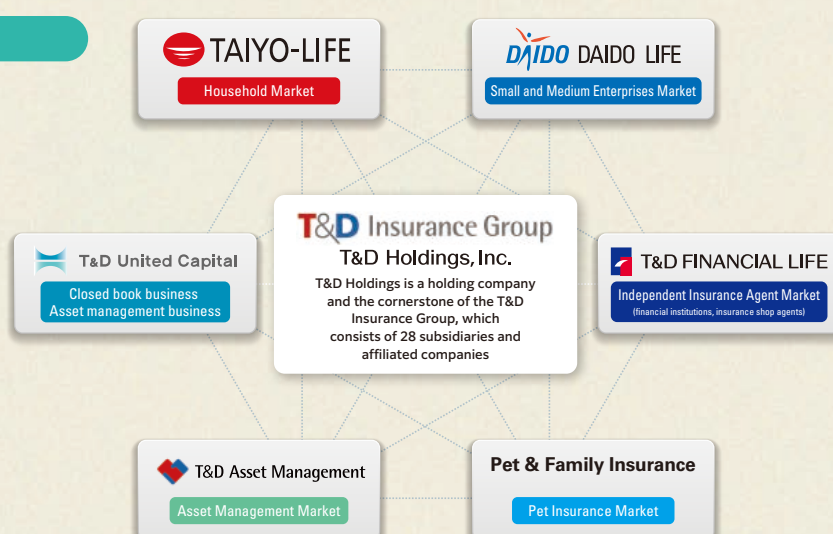 TAIYO-LIFE
Household Market
DAIDO DAIDO LIFE
Small and Medium Enterprises Market
T&D United Capital
Closed book business
Asset management business
T&D Insurance Group
T&D Holdings, Inc.
T&D Holdings is a holding company
and the cornerstone of the T&D
Insurance Group, which
consists of 28 subsidiaries and
affiliated companies
T&D FINANCIAL LIFE
Independent Insurance Agent Market
(financial institutions, insurance shop agents)
T&D Asset Management
Asset Management Market
Pet & Family Insurance
Pet Insurance Market